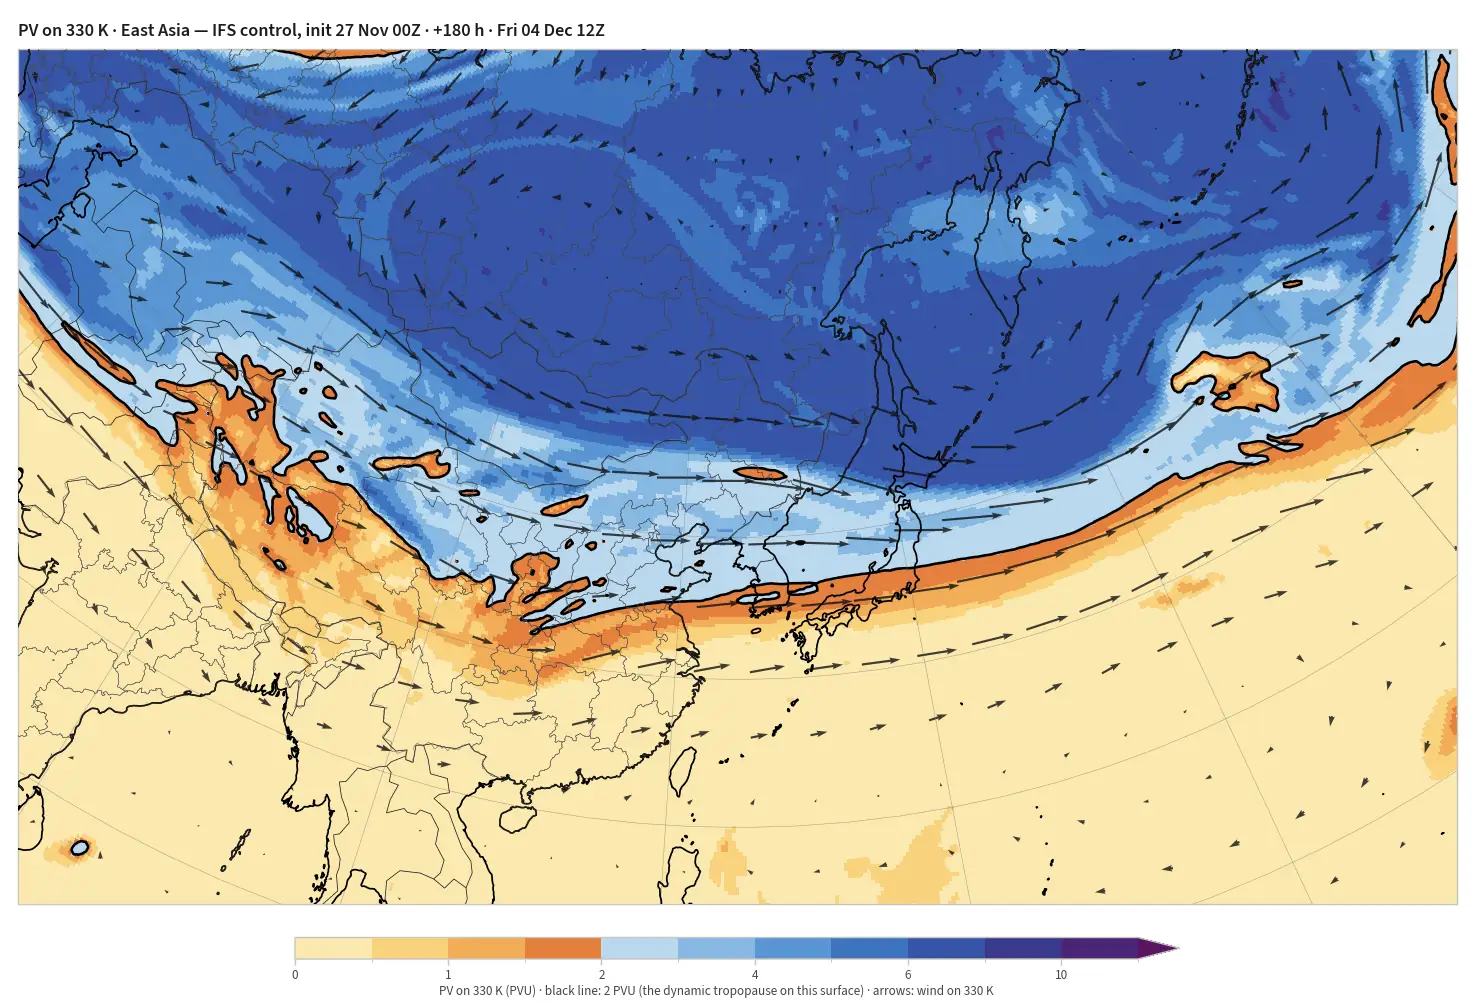 PV on 330 K · East Asia — IFS control, init 27 Nov 00Z · +180 h · Fri 04 Dec 12Z
0 1 2 4 6 10
PV on 330 K (PVU) · black line: 2 PVU (the dynamic tropopause on this surface) · arrows: wind on 330 K